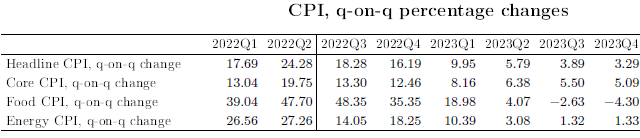 CPI, q-on-q percentage changes
2022Q1 2022Q2 2022Q3 2022Q4 2023Q1 2023Q2 2023Q3 2023Q4
Headline CPI, q-on-q change 17.69 24.28 18.28 16.19 9.95 5.79 3.89 3.29
Core CPI, q-on-q change 13.04 19.75 13.30 12.46 8.16 6.38 5.50 5.09
Food CPI, q-on-q change 39.04 47.70 48.35 35.35 18.98 4.07 −2.63 −4.30
Energy CPI, q-on-q change 26.56 27.26 14.05 18.25 10.39 3.08 1.32 1.33